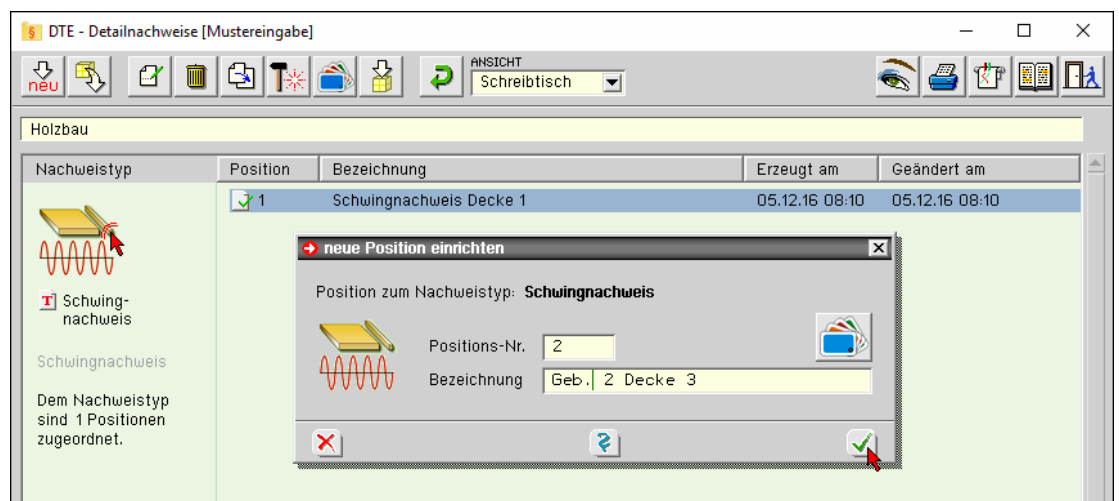 § DTE - Detailnachweise [Mustereingabe]
neu
ANSICHT
Schreibtisch
Holzbau
Nachweistyp Position Bezeichnung Erzeugt am Geändert am
1 Schwingnachweis Decke 1 05.12.16 08:10 05.12.16 08:10
T Schwing-
nachweis
Schwingnachweis
Dem Nachweistyp
sind 1 Positionen
zugeordnet.
neue Position einrichten
Position zum Nachweistyp: Schwingnachweis
Positions-Nr. 2
Bezeichnung Geb. 2 Decke 3